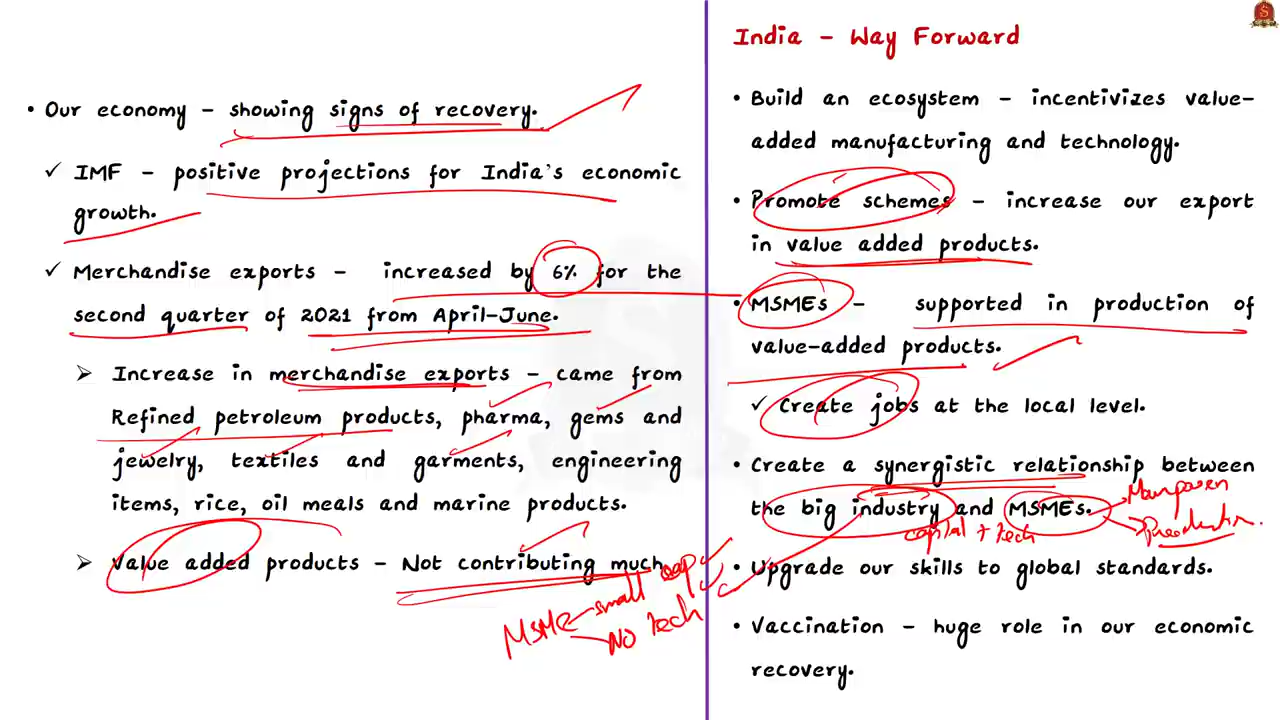 • Our economy – showing signs of recovery.
✓ IMF – positive projections for India's economic
growth.
✓ Merchandise exports – increased by 6% for the
second quarter of 2021 from April-June.
➤ Increase in merchandise exports – came from
Refined petroleum products, pharma, gems and
jewelry, textiles and garments, engineering
items, rice, oil meals and marine products.
➤ Value added products – Not contributing much
MSME small cap
No tech
India – Way Forward
• Build an ecosystem – incentivizes value-
added manufacturing and technology.
• Promote schemes – increase our export
in value added products.
• MSMEs – supported in production of
value-added products.
✓ Create jobs at the local level.
• Create a synergistic relationship between
the big industry and MSMEs.
Manpower
Production
capital + tech
• Upgrade our skills to global standards.
• Vaccination – huge role in our economic
recovery.